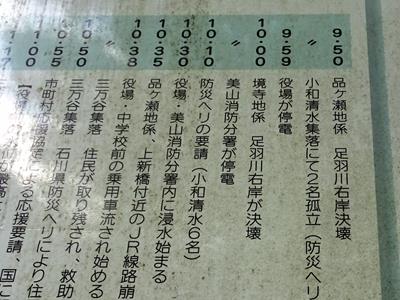 9:50 品ヶ瀬地係 足羽川右岸が決壊
〃 小和清水集落にて2名孤立(防災ヘリ
9:59 役場が停電
10:00 境寺地係 足羽川右岸が決壊
〃 美山消防分署が停電
10:10 防災ヘリの要請(小和清水6名)
10:30 役場・美山消防分署内に浸水始まる
10:35 品ヶ瀬地係、上新橋付近のJR線路崩
10:38 役場・中学校前の乗用車流され始める
10:50 三万谷集落 住民が取り残され、救助
10:55 三万谷集落 石川県防災ヘリにより住
11:00 市町村応援協定による応援要請、国に
11:17